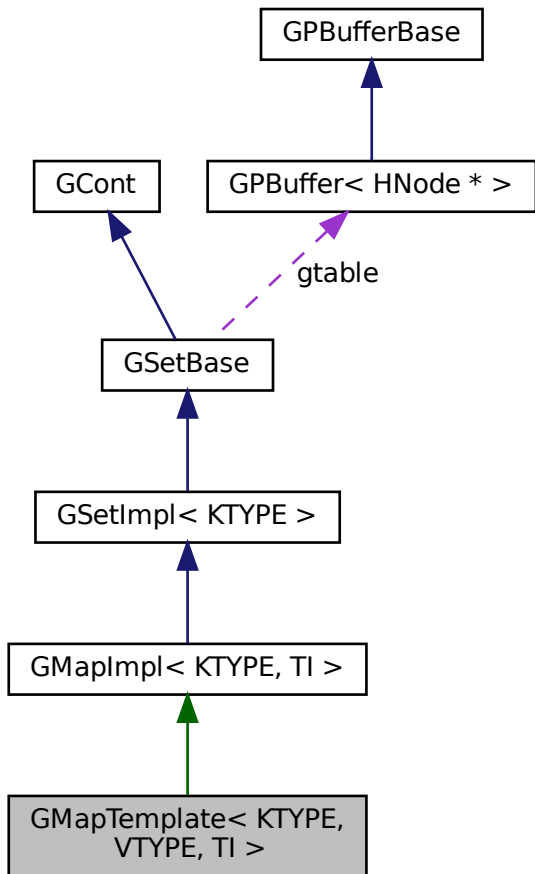 GPBufferBase
GCont
GPBuffer< HNode * >
gtable
GSetBase
GSetImpl< KTYPE >
GMapImpl< KTYPE, TI >
GMapTemplate< KTYPE,
VTYPE, TI >